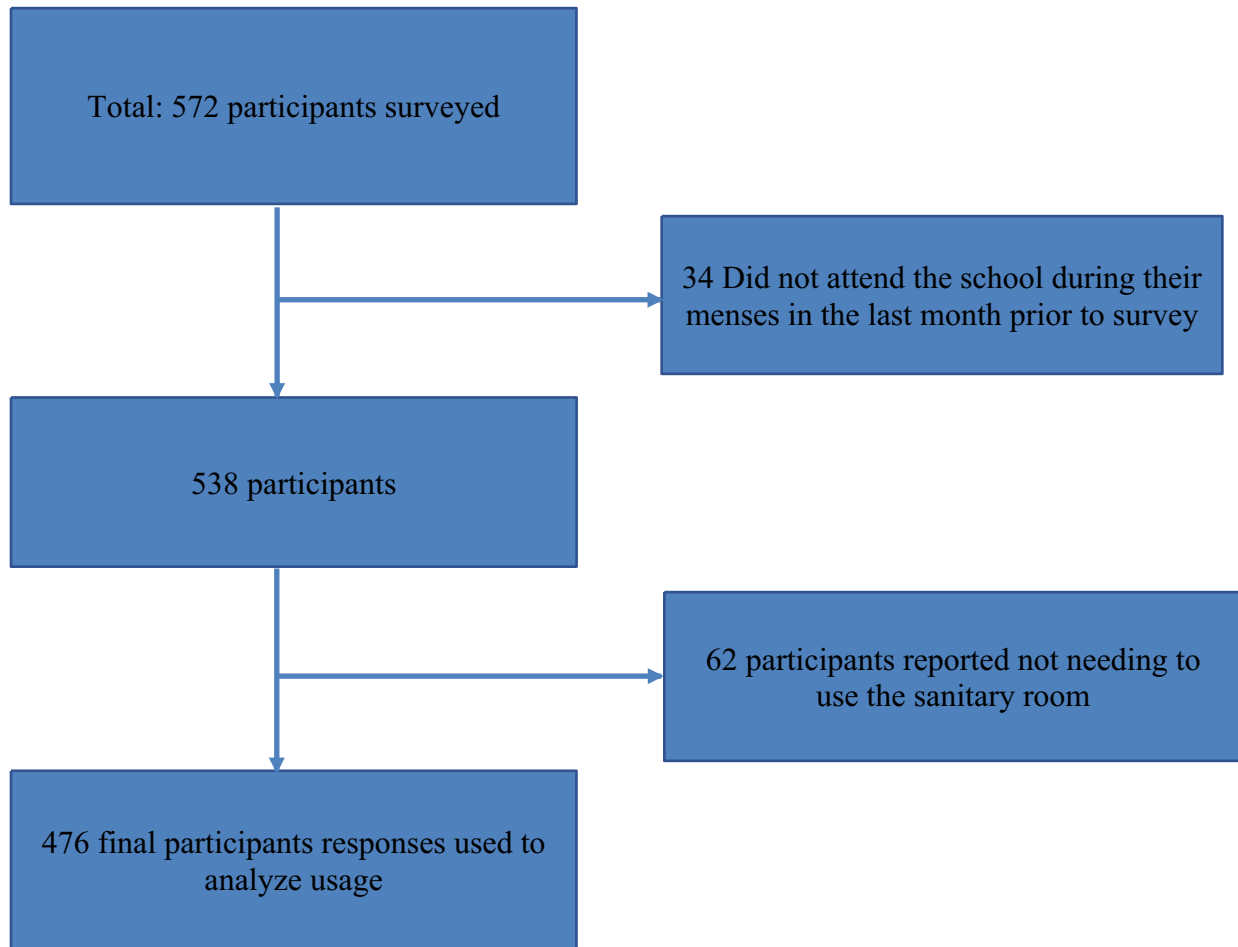 Total: 572 participants surveyed
34 Did not attend the school during their
menses in the last month prior to survey
538 participants
62 participants reported not needing to
use the sanitary room
476 final participants responses used to
analyze usage